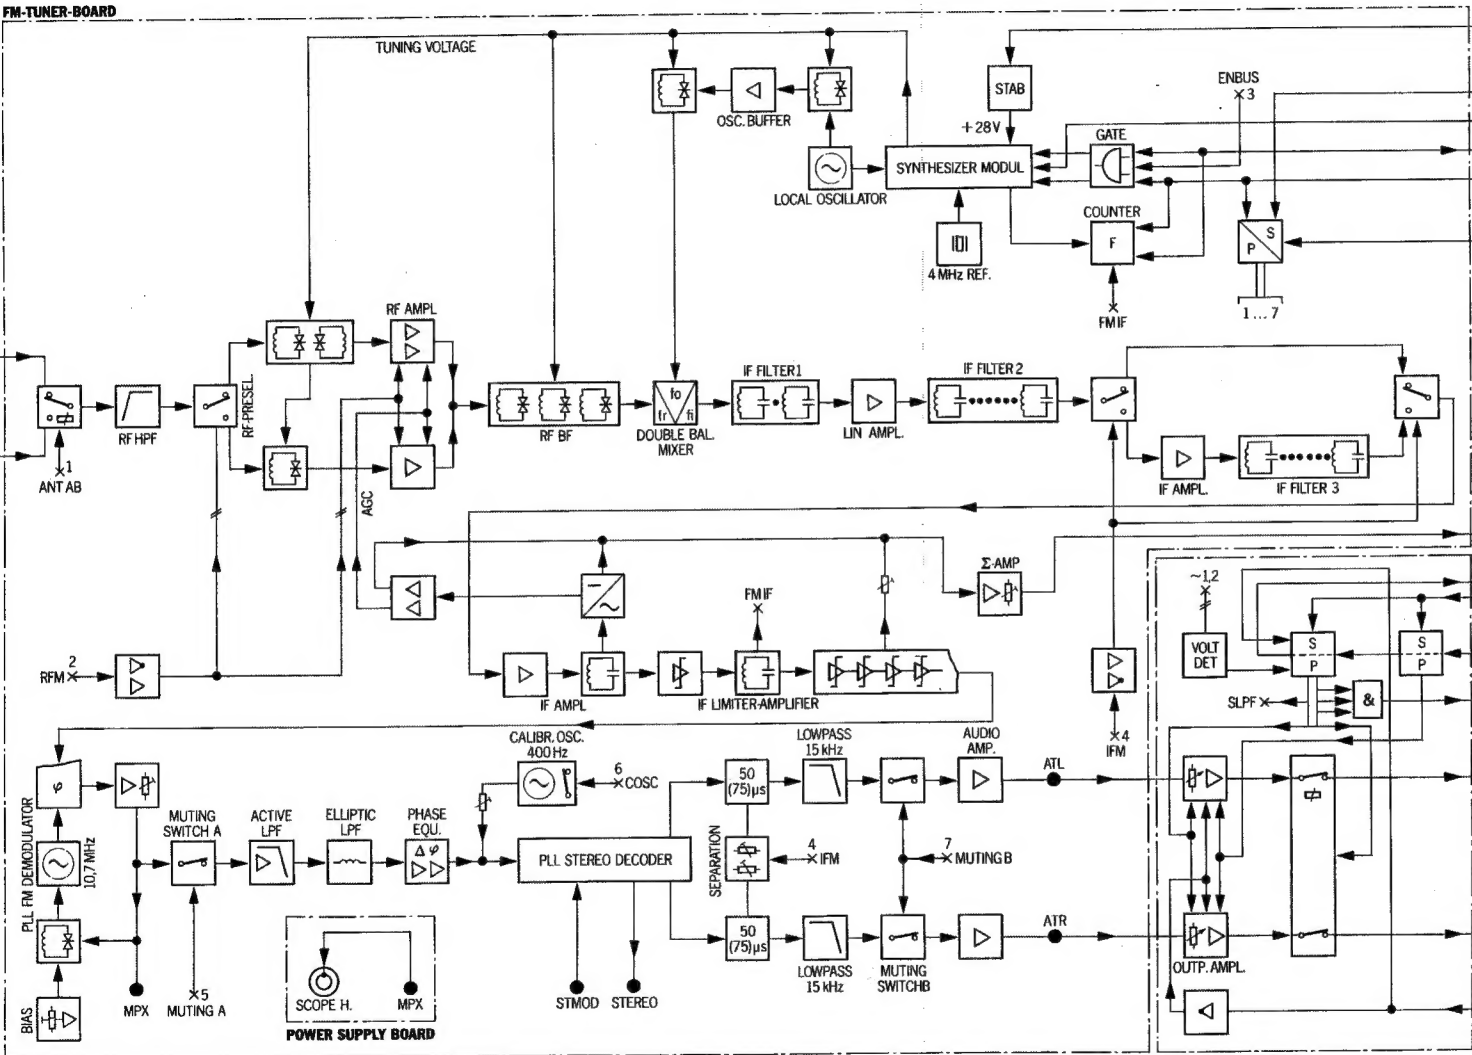 FM-TUNER-BOARD
TUNING VOLTAGE
OSC. BUFFER
LOCAL OSCILLATOR
STAB
+28V
SYNTHESIZER MODUL
4 MHz REF.
ENBUS
3
GATE
COUNTER
F
FM IF
S
P
1 ... 7
RF AMPL
1
ANT AB
RF HPF
RF-PRESEL.
AGC
RF BF
fo
fr
fi
DOUBLE BAL.
MIXER
IF FILTER1
LIN AMPL.
IF FILTER 2
IF AMPL.
IF FILTER 3
Σ-AMP
FM IF
2
RFM
IF AMPL
IF LIMITER-AMPLIFIER
4
IFM
~1,2
VOLT
DET
S
P
S
P
SLPF
&
φ
PLL FM DEMODULATOR
10,7 MHz
BIAS
MPX
MUTING
SWITCH A
5
MUTING A
ACTIVE
LPF
ELLIPTIC
LPF
PHASE
EQU.
Δ φ
CALIBR. OSC.
400 Hz
6
COSC
PLL STEREO DECODER
STMOD
STEREO
50
(75)µs
SEPARATION
4
IFM
50
(75)µs
LOWPASS
15 kHz
LOWPASS
15 kHz
7
MUTING B
MUTING
SWITCHB
AUDIO
AMP.
ATL
ATR
OUTP. AMPL.
SCOPE H.
MPX
POWER SUPPLY BOARD